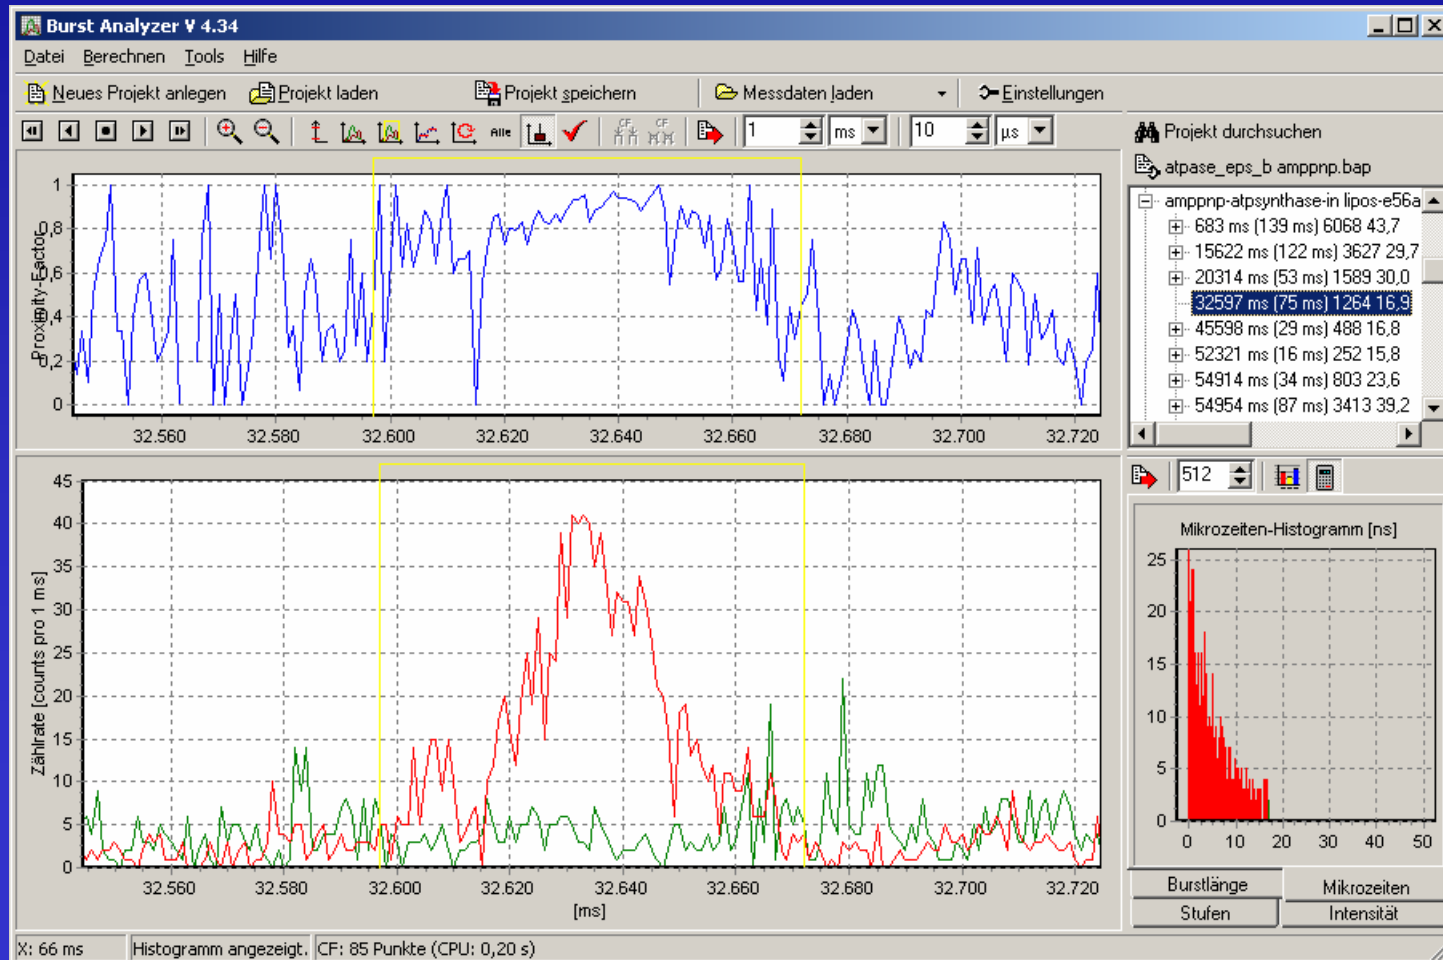 Burst Analyzer V 4.34
Datei Berechnen Tools Hilfe
Neues Projekt anlegen Projekt laden Projekt speichern Messdaten laden Einstellungen
Alle CF CF 1 ms 10 µs
Projekt durchsuchen
atpase_eps_b amppnp.bap
amppnp-atpsynthase-in lipos-e56a
683 ms (139 ms) 6068 43,7
15622 ms (122 ms) 3627 29,7
20314 ms (53 ms) 1589 30,0
32597 ms (75 ms) 1264 16,9
45598 ms (29 ms) 488 16,8
52321 ms (16 ms) 252 15,8
54914 ms (34 ms) 803 23,6
54954 ms (87 ms) 3413 39,2
Proximity-Factor
1
0,8
0,6
0,4
0,2
0
32.560 32.580 32.600 32.620 32.640 32.660 32.680 32.700 32.720
Zählrate [counts pro 1 ms]
45
40
35
30
25
20
15
10
5
0
32.560 32.580 32.600 32.620 32.640 32.660 32.680 32.700 32.720
[ms]
512
Mikrozeiten-Histogramm [ns]
25
20
15
10
5
0
0 10 20 30 40 50
Burstlänge Mikrozeiten
Stufen Intensität
X: 66 ms Histogramm angezeigt. CF: 85 Punkte (CPU: 0,20 s)